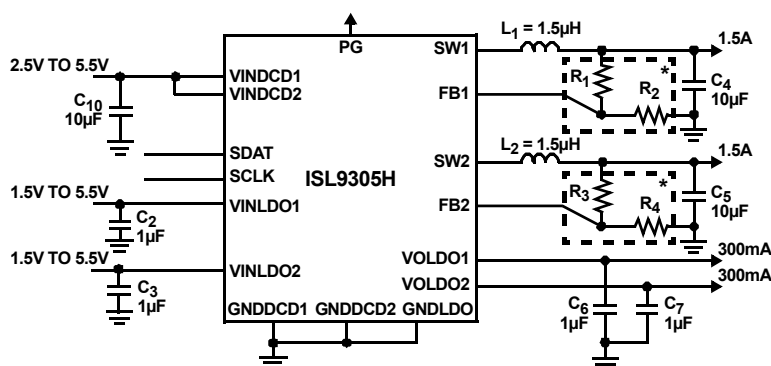 PG
L1 = 1.5µH
SW1
1.5A
2.5V TO 5.5V
VINDCD1
VINDCD2
R1
*
R2
C4
10µF
FB1
C10
10µF
L2 = 1.5µH
SDAT
SW2
1.5A
ISL9305H
SCLK
R3
*
R4
C5
10µF
1.5V TO 5.5V
VINLDO1
FB2
C2
1µF
1.5V TO 5.5V
VOLDO1
300mA
VINLDO2
VOLDO2
300mA
C3
1µF
GNDDCD1
GNDDCD2
GNDLDO
C6
1µF
C7
1µF